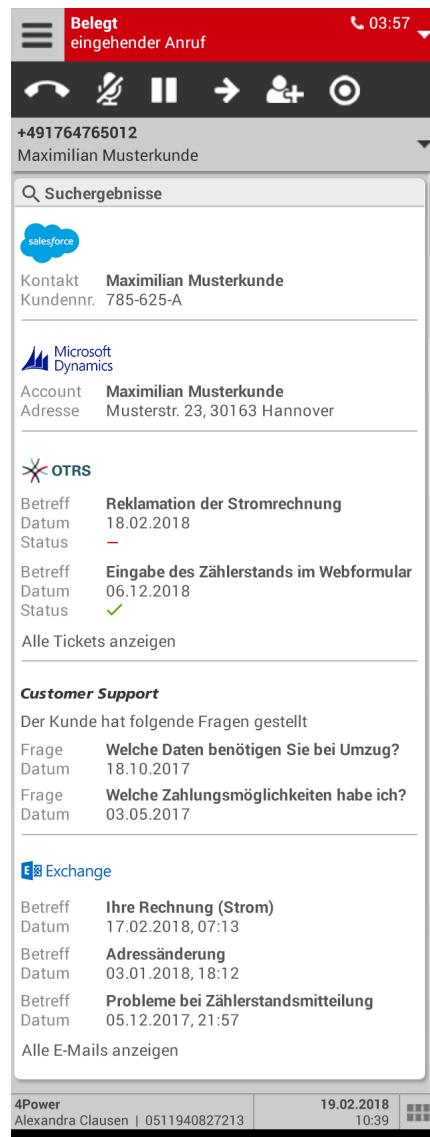 Belegt
03:57
eingehender Anruf
+491764765012
Maximilian Musterkunde
Suchergebnisse
salesforce
Kontakt Maximilian Musterkunde
Kundennr. 785-625-A
Microsoft
Dynamics
Account Maximilian Musterkunde
Adresse Musterstr. 23, 30163 Hannover
OTRS
Betreff Reklamation der Stromrechnung
Datum 18.02.2018
Status –
Betreff Eingabe des Zählerstands im Webformular
Datum 06.12.2018
Status ✓
Alle Tickets anzeigen
Customer Support
Der Kunde hat folgende Fragen gestellt
Frage Welche Daten benötigen Sie bei Umzug?
Datum 18.10.2017
Frage Welche Zahlungsmöglichkeiten habe ich?
Datum 03.05.2017
E Exchange
Betreff Ihre Rechnung (Strom)
Datum 17.02.2018, 07:13
Betreff Adressänderung
Datum 03.01.2018, 18:12
Betreff Probleme bei Zählerstandsmitteilung
Datum 05.12.2017, 21:57
Alle E-Mails anzeigen
4Power 19.02.2018
Alexandra Clausen | 0511940827213 10:39